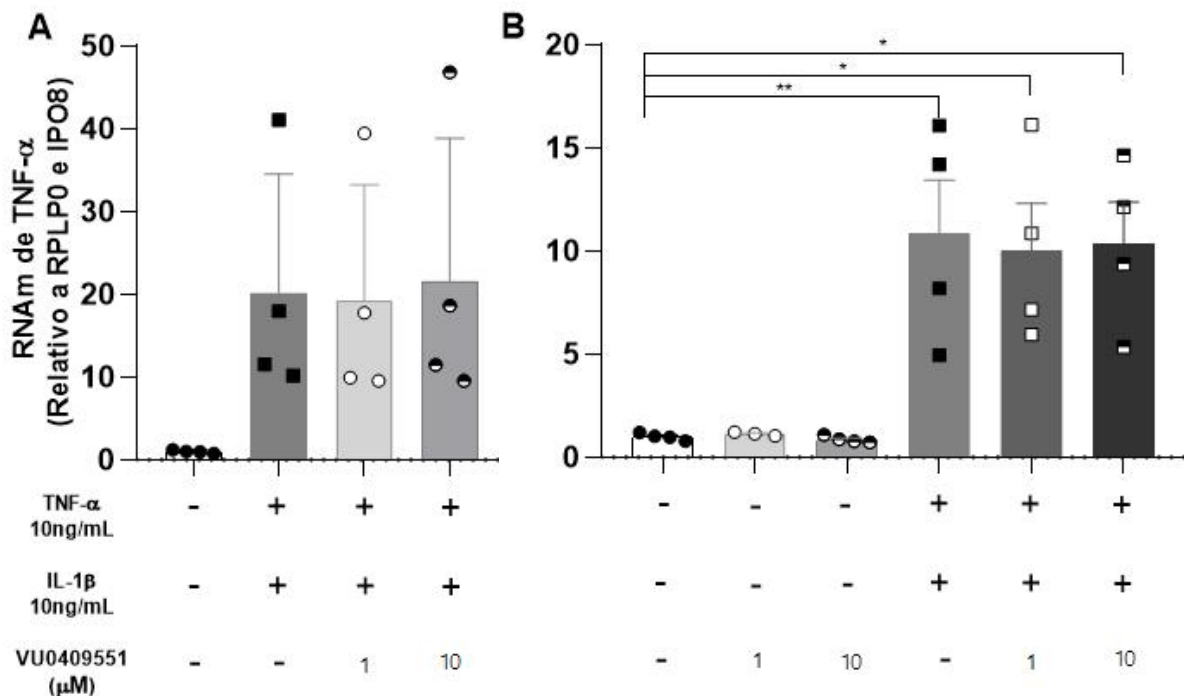 A
RNAm de TNF-α
(Relativo a RPLP0 e IPO8)
50
40
30
20
10
0
B
20
15
10
5
0
*
*
**
TNF-α
10ng/mL
- + + +
- - - + + +
IL-1β
10ng/mL
- + + +
- - - + + +
VU0409551
(μM)
- - 1 10
- 1 10 - 1 10